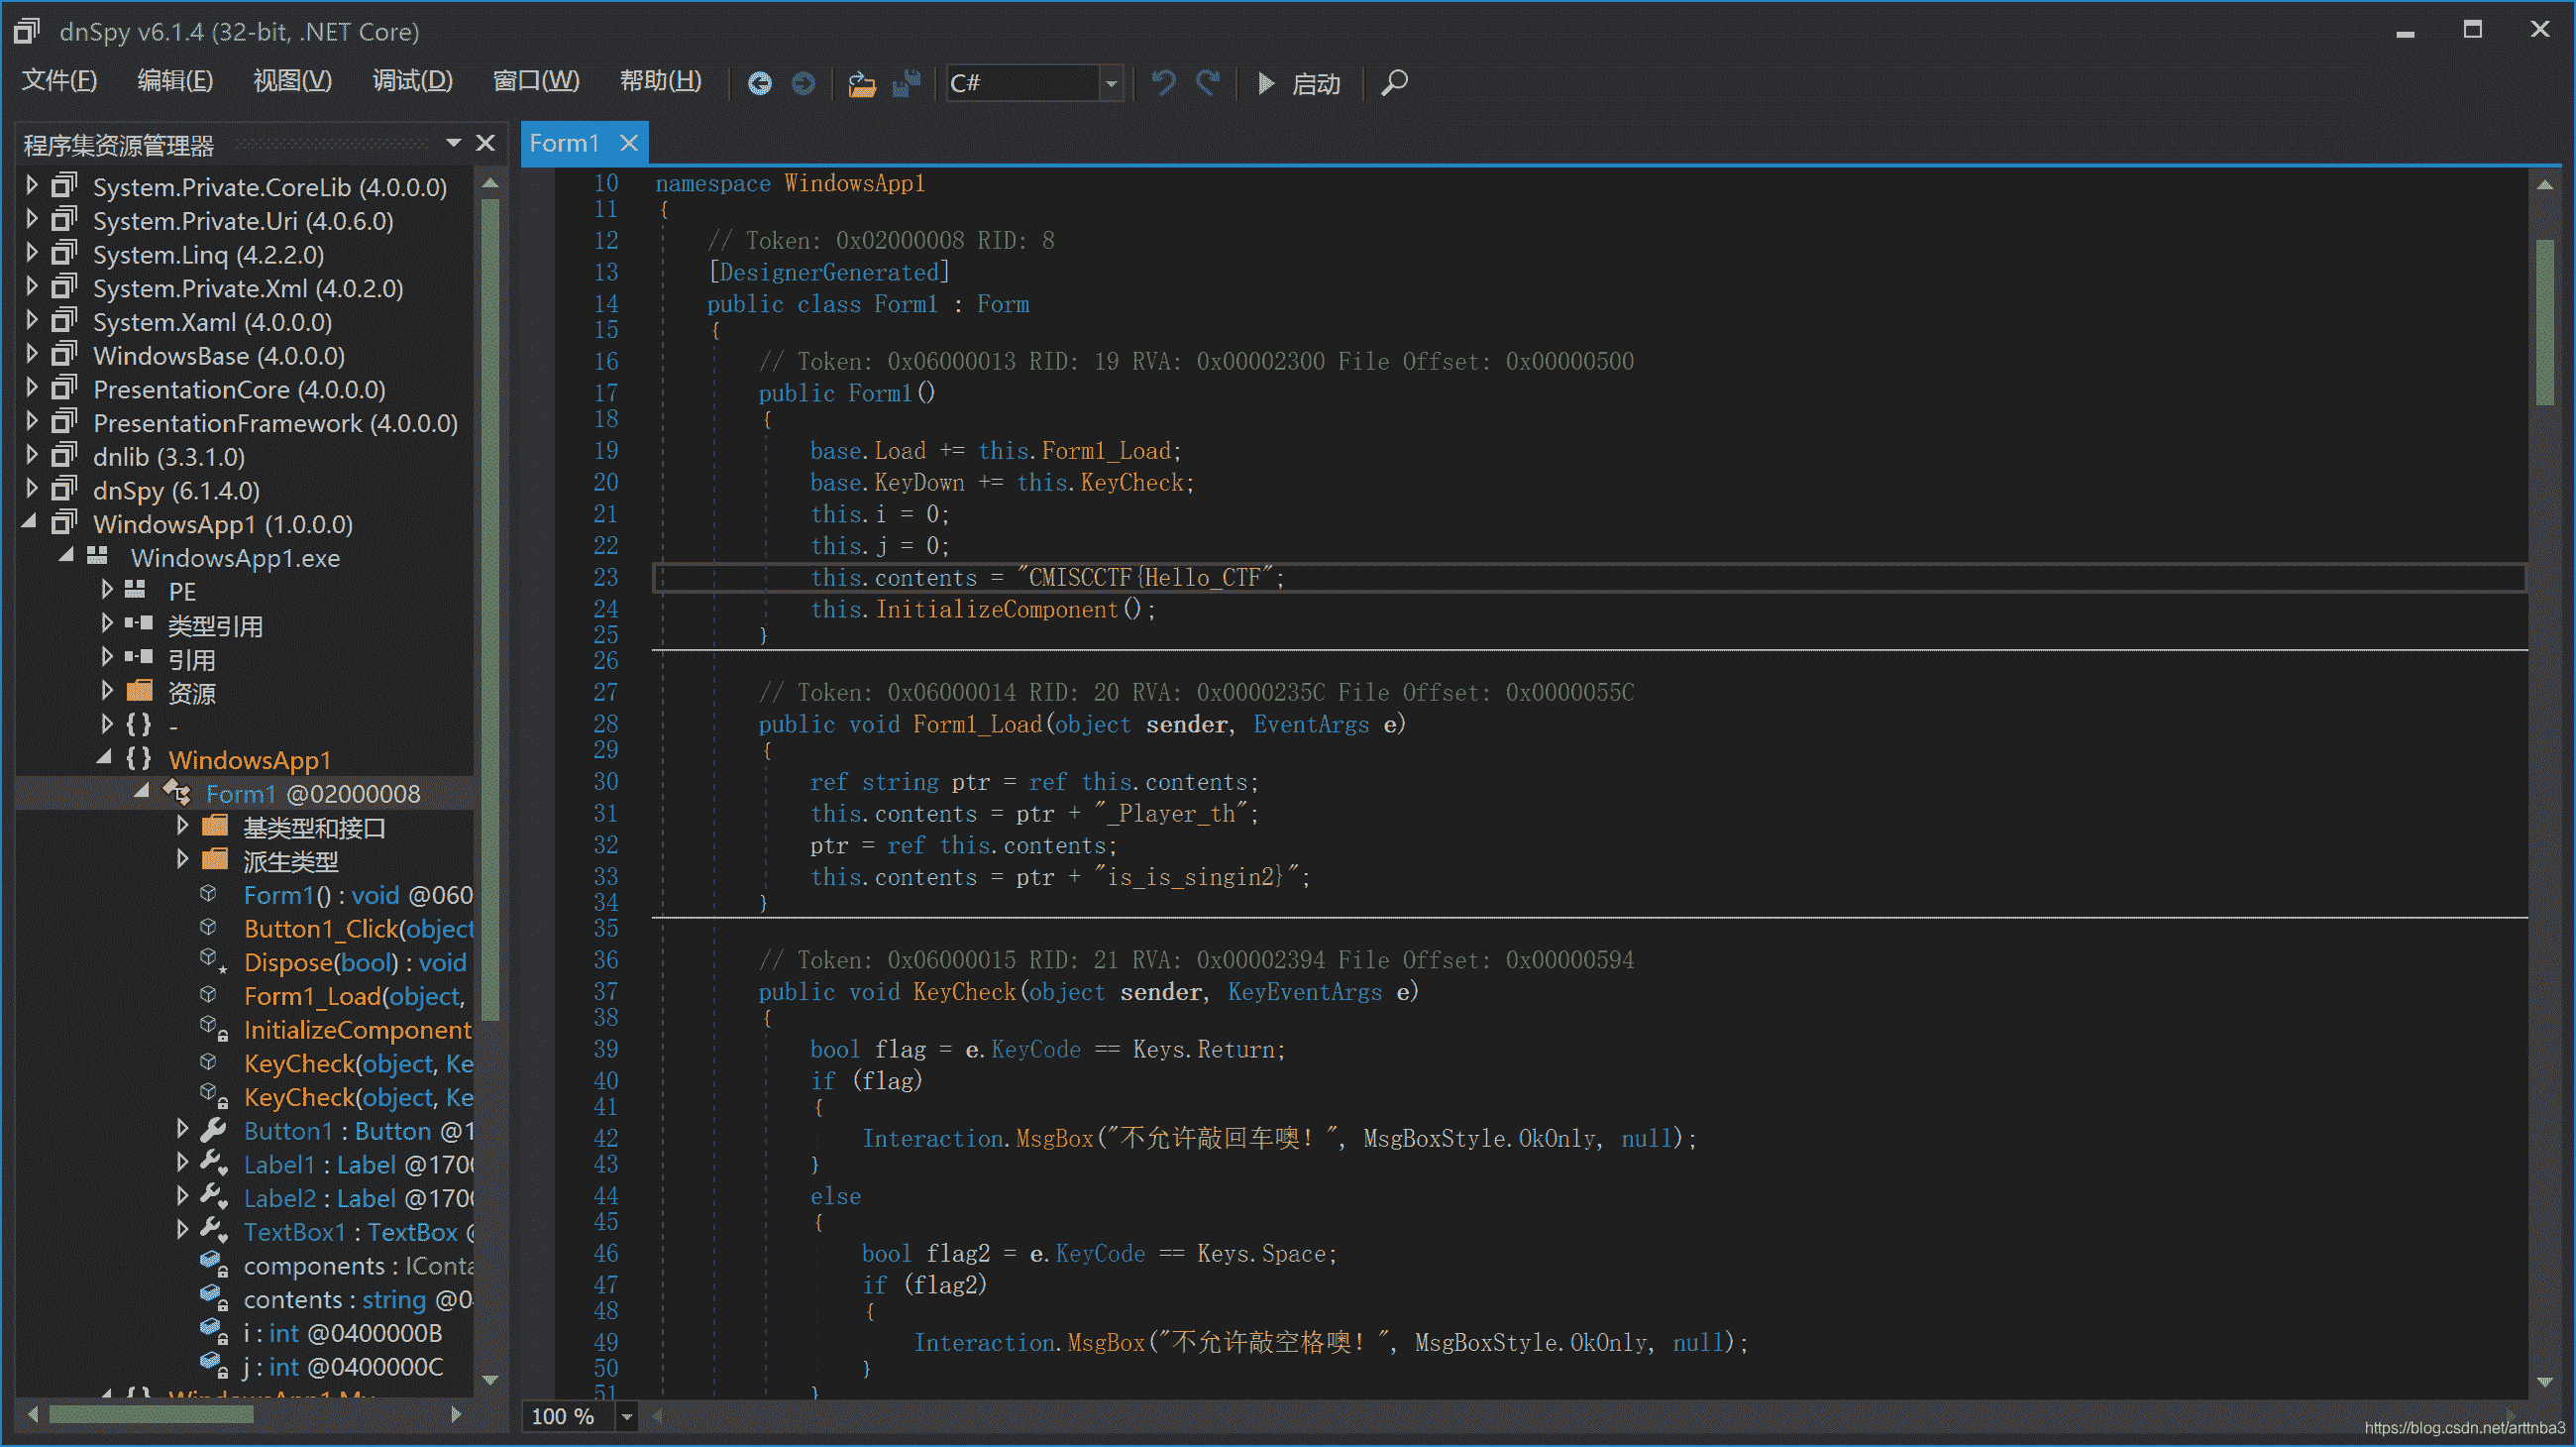 dnSpy v6.1.4 (32-bit, .NET Core)
文件(F) 编辑(E) 视图(V) 调试(D) 窗口(W) 帮助(H) C# 启动
程序集资源管理器
System.Private.CoreLib (4.0.0.0)
System.Private.Uri (4.0.6.0)
System.Linq (4.2.2.0)
System.Private.Xml (4.0.2.0)
System.Xaml (4.0.0.0)
WindowsBase (4.0.0.0)
PresentationCore (4.0.0.0)
PresentationFramework (4.0.0.0)
dnlib (3.3.1.0)
dnSpy (6.1.4.0)
WindowsApp1 (1.0.0.0)
WindowsApp1.exe
PE
类型引用
引用
资源
{ } -
{ } WindowsApp1
Form1 @02000008
基类型和接口
派生类型
Form1() : void @060
Button1_Click(object
Dispose(bool) : void
Form1_Load(object,
InitializeComponent
KeyCheck(object, Ke
KeyCheck(object, Ke
Button1 : Button @1
Label1 : Label @170
Label2 : Label @170
TextBox1 : TextBox
components : IConta
contents : string @0
i : int @0400000B
j : int @0400000C
Form1
10 namespace WindowsApp1
11 {
12 // Token: 0x02000008 RID: 8
13 [DesignerGenerated]
14 public class Form1 : Form
15 {
16 // Token: 0x06000013 RID: 19 RVA: 0x00002300 File Offset: 0x00000500
17 public Form1()
18 {
19 base.Load += this.Form1_Load;
20 base.KeyDown += this.KeyCheck;
21 this.i = 0;
22 this.j = 0;
23 this.contents = "CMISCCTF{Hello_CTF";
24 this.InitializeComponent();
25 }
26
27 // Token: 0x06000014 RID: 20 RVA: 0x0000235C File Offset: 0x0000055C
28 public void Form1_Load(object sender, EventArgs e)
29 {
30 ref string ptr = ref this.contents;
31 this.contents = ptr + "_Player_th";
32 ptr = ref this.contents;
33 this.contents = ptr + "is_is_singin2}";
34 }
35
36 // Token: 0x06000015 RID: 21 RVA: 0x00002394 File Offset: 0x00000594
37 public void KeyCheck(object sender, KeyEventArgs e)
38 {
39 bool flag = e.KeyCode == Keys.Return;
40 if (flag)
41 {
42 Interaction.MsgBox("不允许敲回车噢！", MsgBoxStyle.OkOnly, null);
43 }
44 else
45 {
46 bool flag2 = e.KeyCode == Keys.Space;
47 if (flag2)
48 {
49 Interaction.MsgBox("不允许敲空格噢！", MsgBoxStyle.OkOnly, null);
50 }
51 }
100 %
https://blog.csdn.net/arttnba3